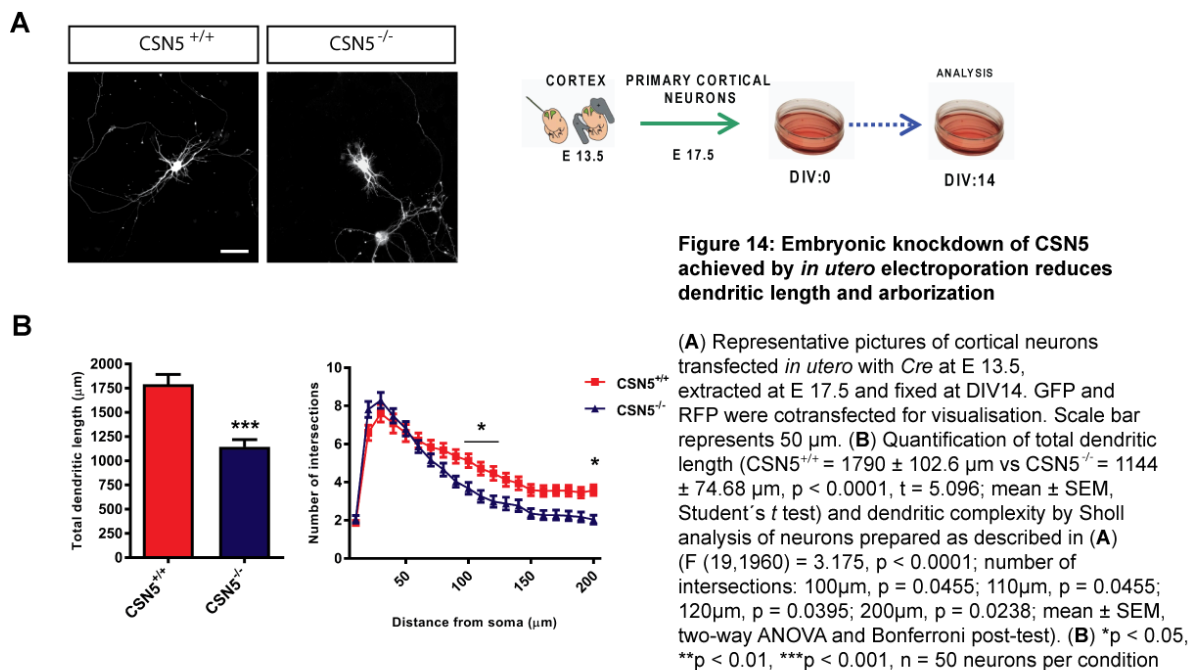 A
CSN5 +/+
CSN5 -/-
CORTEX
E 13.5
PRIMARY CORTICAL
NEURONS
E 17.5
DIV:0
ANALYSIS
DIV:14
Figure 14: Embryonic knockdown of CSN5
achieved by in utero electroporation reduces
dendritic length and arborization
(A) Representative pictures of cortical neurons
transfected in utero with Cre at E 13.5,
extracted at E 17.5 and fixed at DIV14. GFP and
RFP were cotransfected for visualisation. Scale bar
represents 50 µm. (B) Quantification of total dendritic
length (CSN5+/+ = 1790 ± 102.6 µm vs CSN5-/- = 1144
± 74.68 µm, p < 0.0001, t = 5.096; mean ± SEM,
Student´s t test) and dendritic complexity by Sholl
analysis of neurons prepared as described in (A)
(F (19,1960) = 3.175, p < 0.0001; number of
intersections: 100µm, p = 0.0455; 110µm, p = 0.0455;
120µm, p = 0.0395; 200µm, p = 0.0238; mean ± SEM,
two-way ANOVA and Bonferroni post-test). (B) *p < 0.05,
**p < 0.01, ***p < 0.001, n = 50 neurons per condition
B
Total dendritic length (µm)
2000
1750
1500
1250
1000
750
500
250
0
***
CSN5+/+
CSN5-/-
Number of intersections
10
8
6
4
2
0
*
*
50
100
150
200
Distance from soma (µm)
CSN5+/+
CSN5-/-